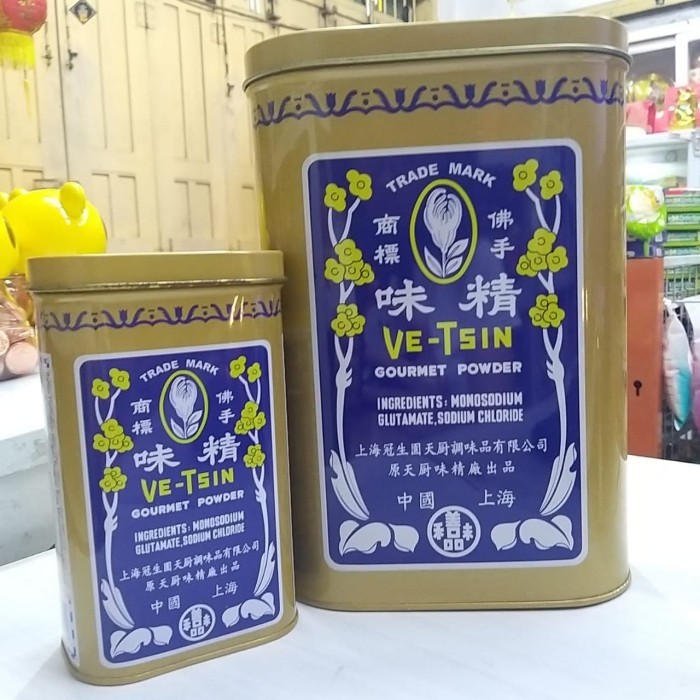 TRADE MARK
商標
佛手
味精
VE-TSIN
GOURMET POWDER
INGREDIENTS: MONOSODIUM
GLUTAMATE, SODIUM CHLORIDE
上海冠生園天厨調味品有限公司
原天厨味精廠出品
中國 上海
TRADE MARK
商標
佛手
味精
VE-TSIN
GOURMET POWDER
INGREDIENTS: MONOSODIUM
GLUTAMATE, SODIUM CHLORIDE
上海冠生園天厨調味品有限公司
原天厨味精廠出品
中國 上海